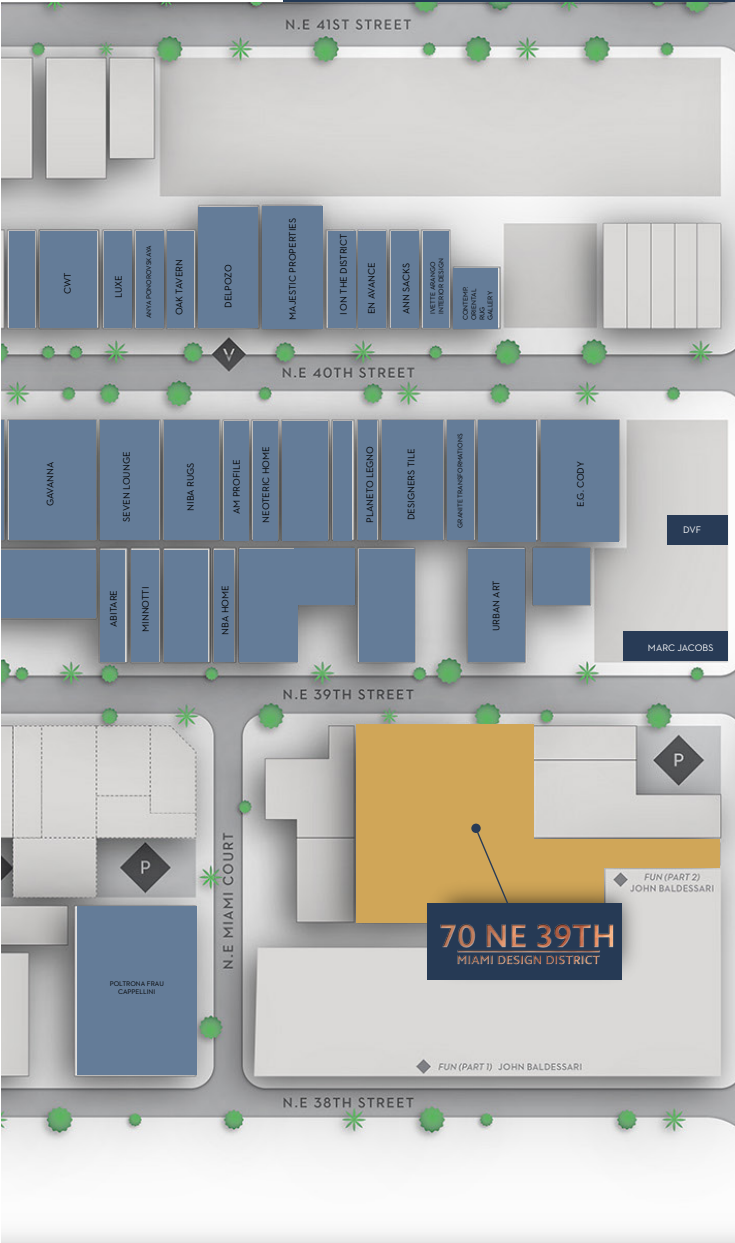 N.E 41ST STREET
CWT
LUXE
ANYA PONOROVSKAYA
OAK TAVERN
DELPOZO
MAJESTIC PROPERTIES
I ON THE DISTRICT
EN AVANCE
ANN SACKS
IVETTE ARANGO
INTERIOR DESIGN
CONTEMP.
ORIENTAL
RUG
GALLERY
V
N.E 40TH STREET
GAVANNA
SEVEN LOUNGE
NIBA RUGS
AM PROFILE
NEOTERIC HOME
PLANETO LEGNO
DESIGNERS TILE
GRANITE TRANSFORMATIONS
E.G. CODY
DVF
ABITARE
MINNOTTI
NBA HOME
URBAN ART
MARC JACOBS
N.E 39TH STREET
P
P
N.E MIAMI COURT
FUN (PART 2)
JOHN BALDESSARI
70 NE 39TH
MIAMI DESIGN DISTRICT
POLTRONA FRAU
CAPPELLINI
FUN (PART 1) JOHN BALDESSARI
N.E 38TH STREET